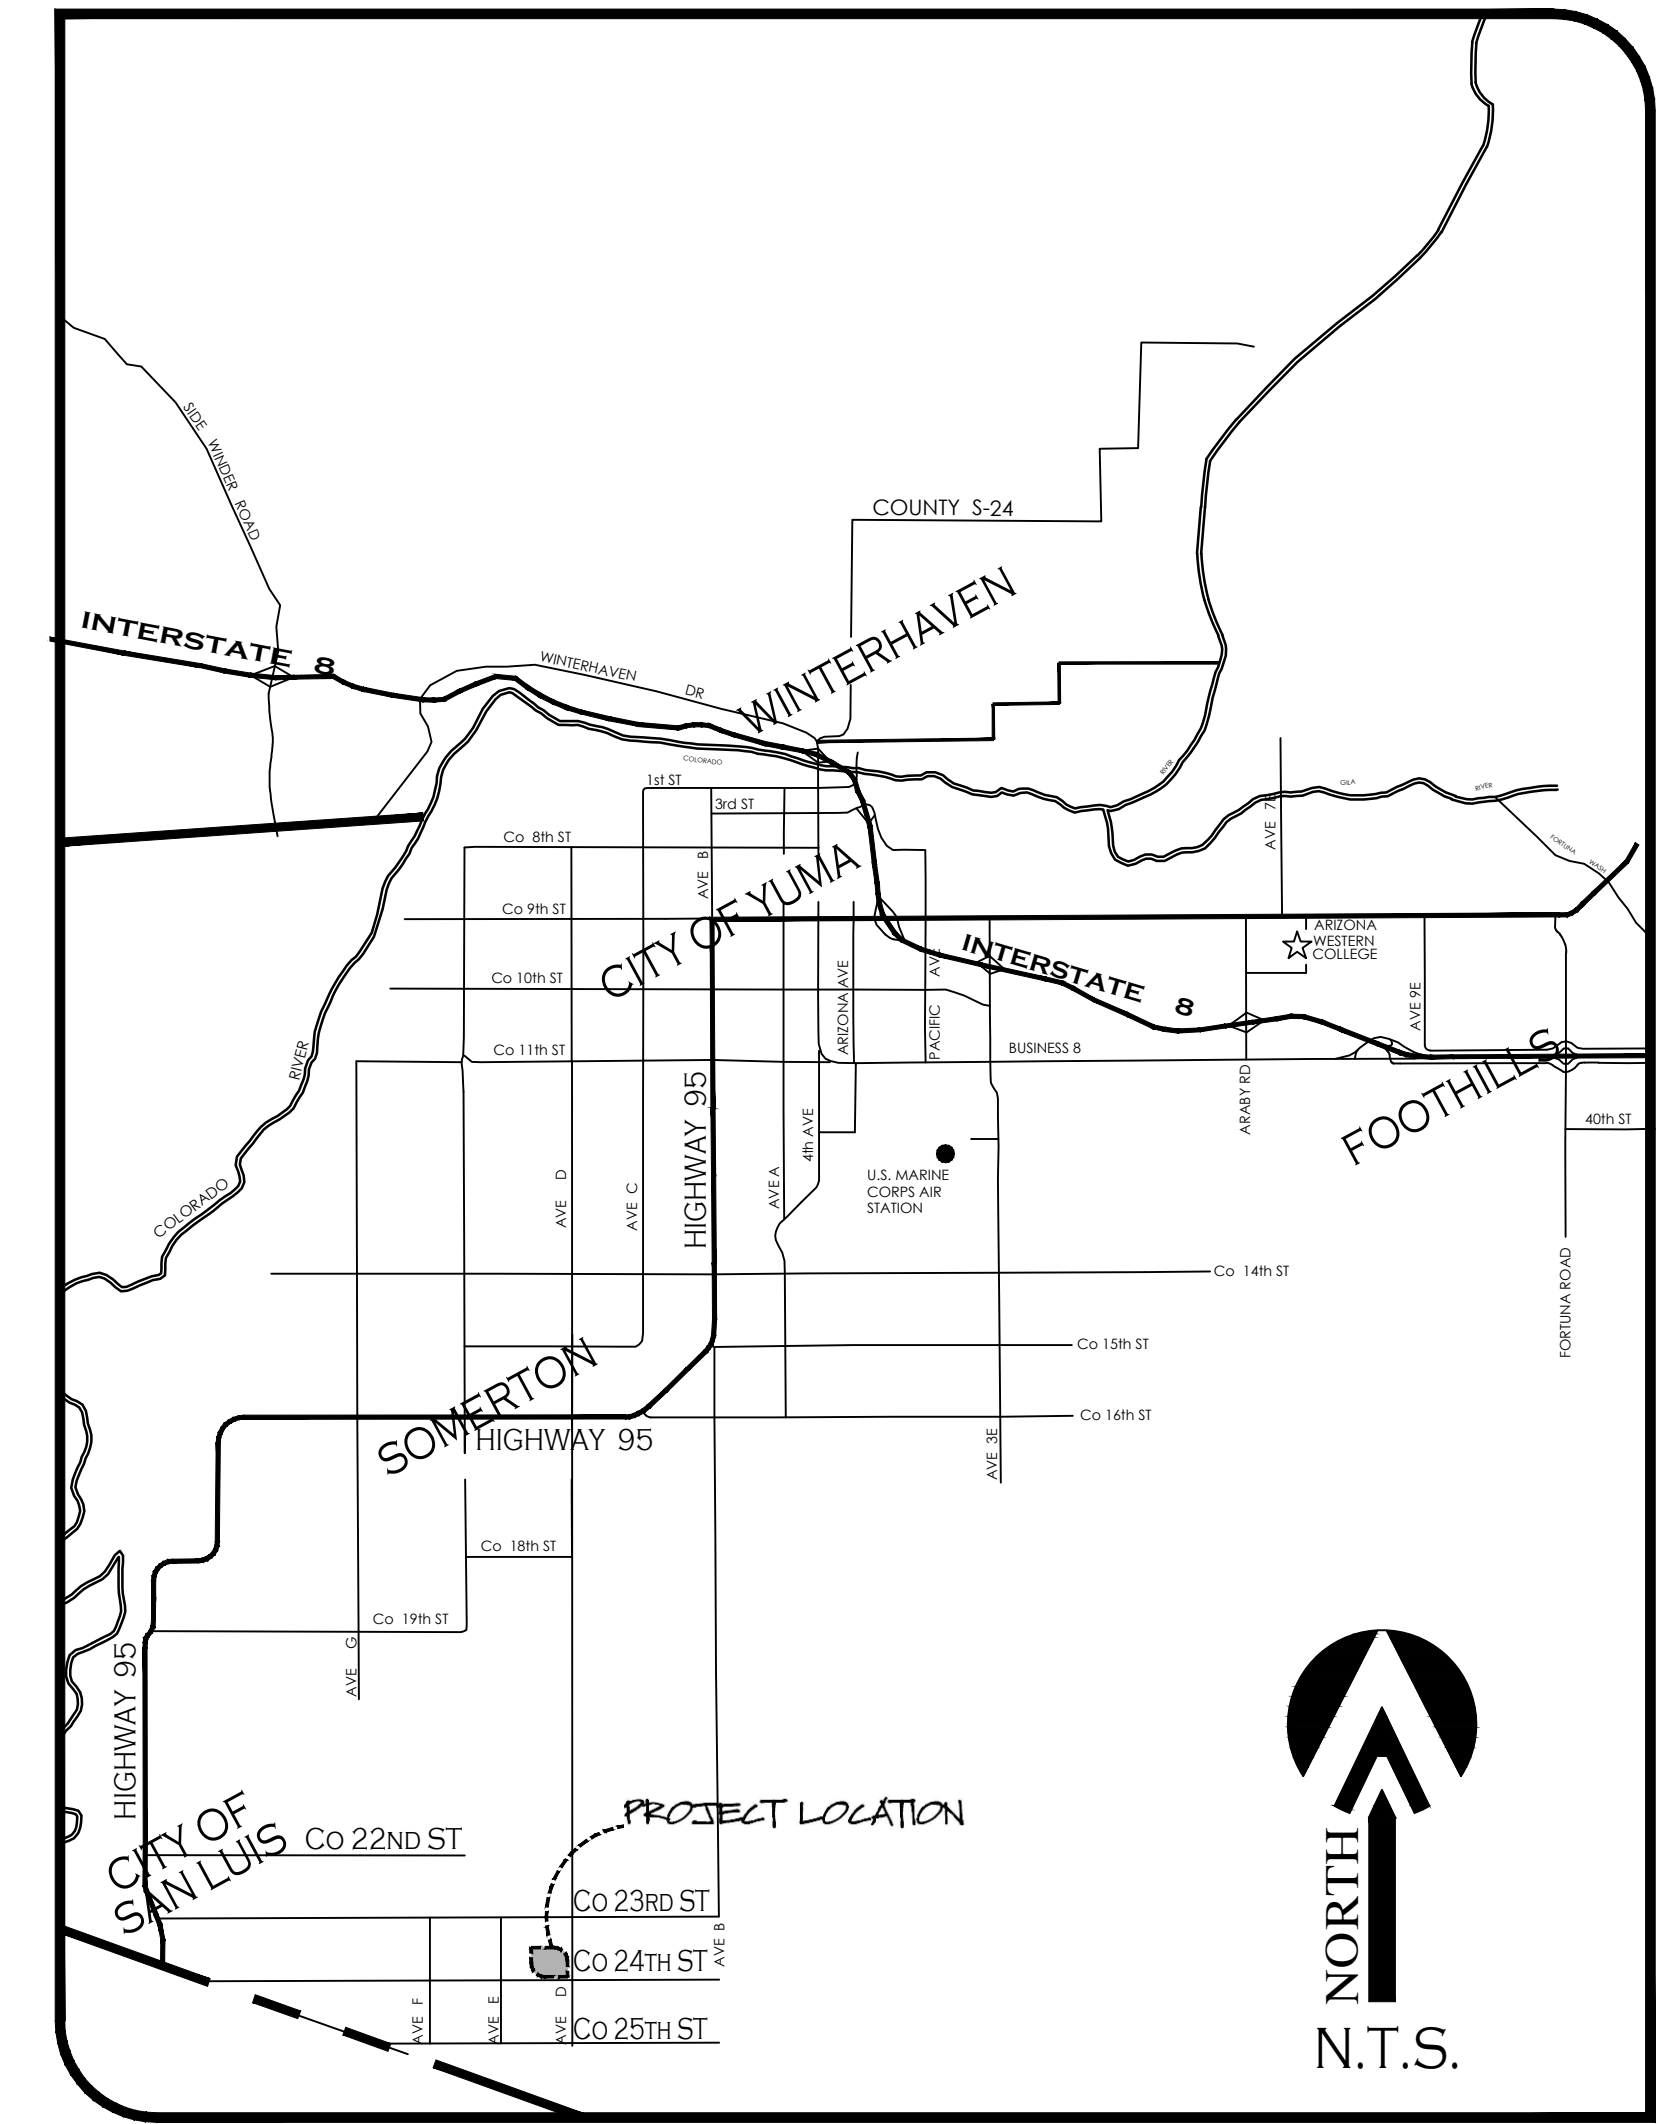 SIDE WINDER ROAD
COUNTY S-24
WINTERHAVEN
INTERSTATE 8
WINTERHAVEN DR
COLORADO
RIVER
GILA
RIVER
AVE 7E
FORTUNA WASH
1st ST
3rd ST
Co 8th ST
AVE B
CITY OF YUMA
Co 9th ST
ARIZONA
WESTERN
COLLEGE
INTERSTATE 8
Co 10th ST
ARIZONA AVE
PACIFIC AVE
AVE 9E
Co 11th ST
BUSINESS 8
RIVER
COLORADO
HIGHWAY 95
4th AVE
ARABY RD
FOOTHILLS
40th ST
U.S. MARINE
CORPS AIR
STATION
AVE D
AVE C
AVE A
Co 14th ST
FORTUNA ROAD
Co 15th ST
SOMERTON
HIGHWAY 95
Co 16th ST
AVE 3E
Co 18th ST
Co 19th ST
AVE G
HIGHWAY 95
CITY OF
SAN LUIS
Co 22ND ST
PROJECT LOCATION
Co 23RD ST
AVE B
Co 24TH ST
AVE F
AVE E
AVE D
Co 25TH ST
NORTH
N.T.S.